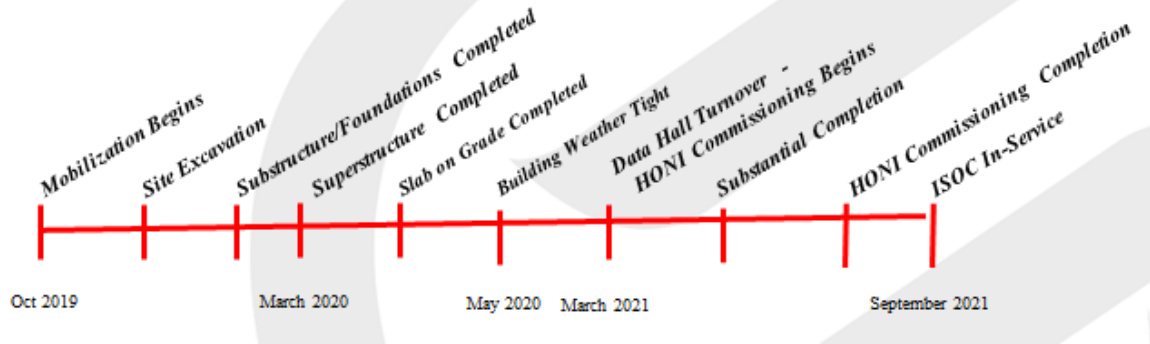 Mobilization Begins
Site Excavation
Substructure/Foundations Completed
Superstructure Completed
Slab on Grade Completed
Building Weather Tight
Data Hall Turnover -
HONI Commissioning Begins
Substantial Completion
HONI Commissioning Completion
ISOC In-Service
Oct 2019
March 2020
May 2020
March 2021
September 2021